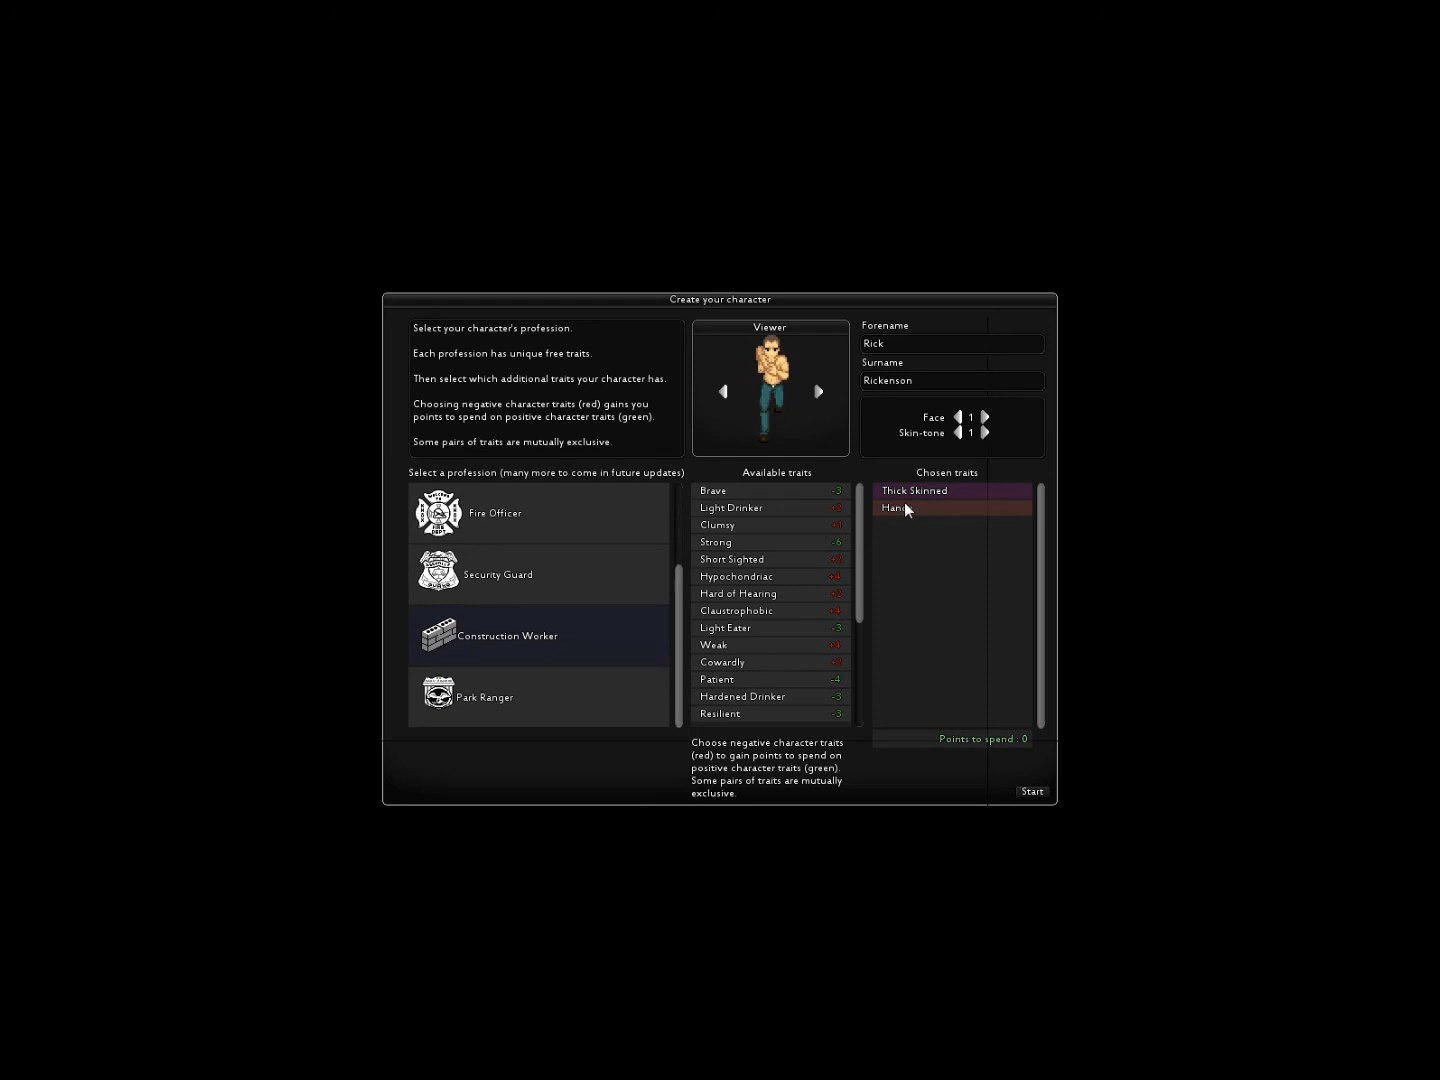 Create your character
Select your character's profession.
Each profession has unique free traits.
Then select which additional traits your character has.
Choosing negative character traits (red) gains you
points to spend on positive character traits (green).
Some pairs of traits are mutually exclusive.
Viewer
Forename
Rick
Surname
Rickenson
Face 1
Skin-tone 1
Select a profession (many more to come in future updates)
Fire Officer
Security Guard
Construction Worker
Park Ranger
Available traits
Brave -3
Light Drinker
Clumsy
Strong -6
Short Sighted
Hypochondriac +4
Hard of Hearing
Claustrophobic +4
Light Eater -3
Weak +4
Cowardly
Patient -4
Hardened Drinker -3
Resilient -3
Choose negative character traits
(red) to gain points to spend on
positive character traits (green).
Some pairs of traits are mutually
exclusive.
Chosen traits
Thick Skinned
Points to spend : 0
Start